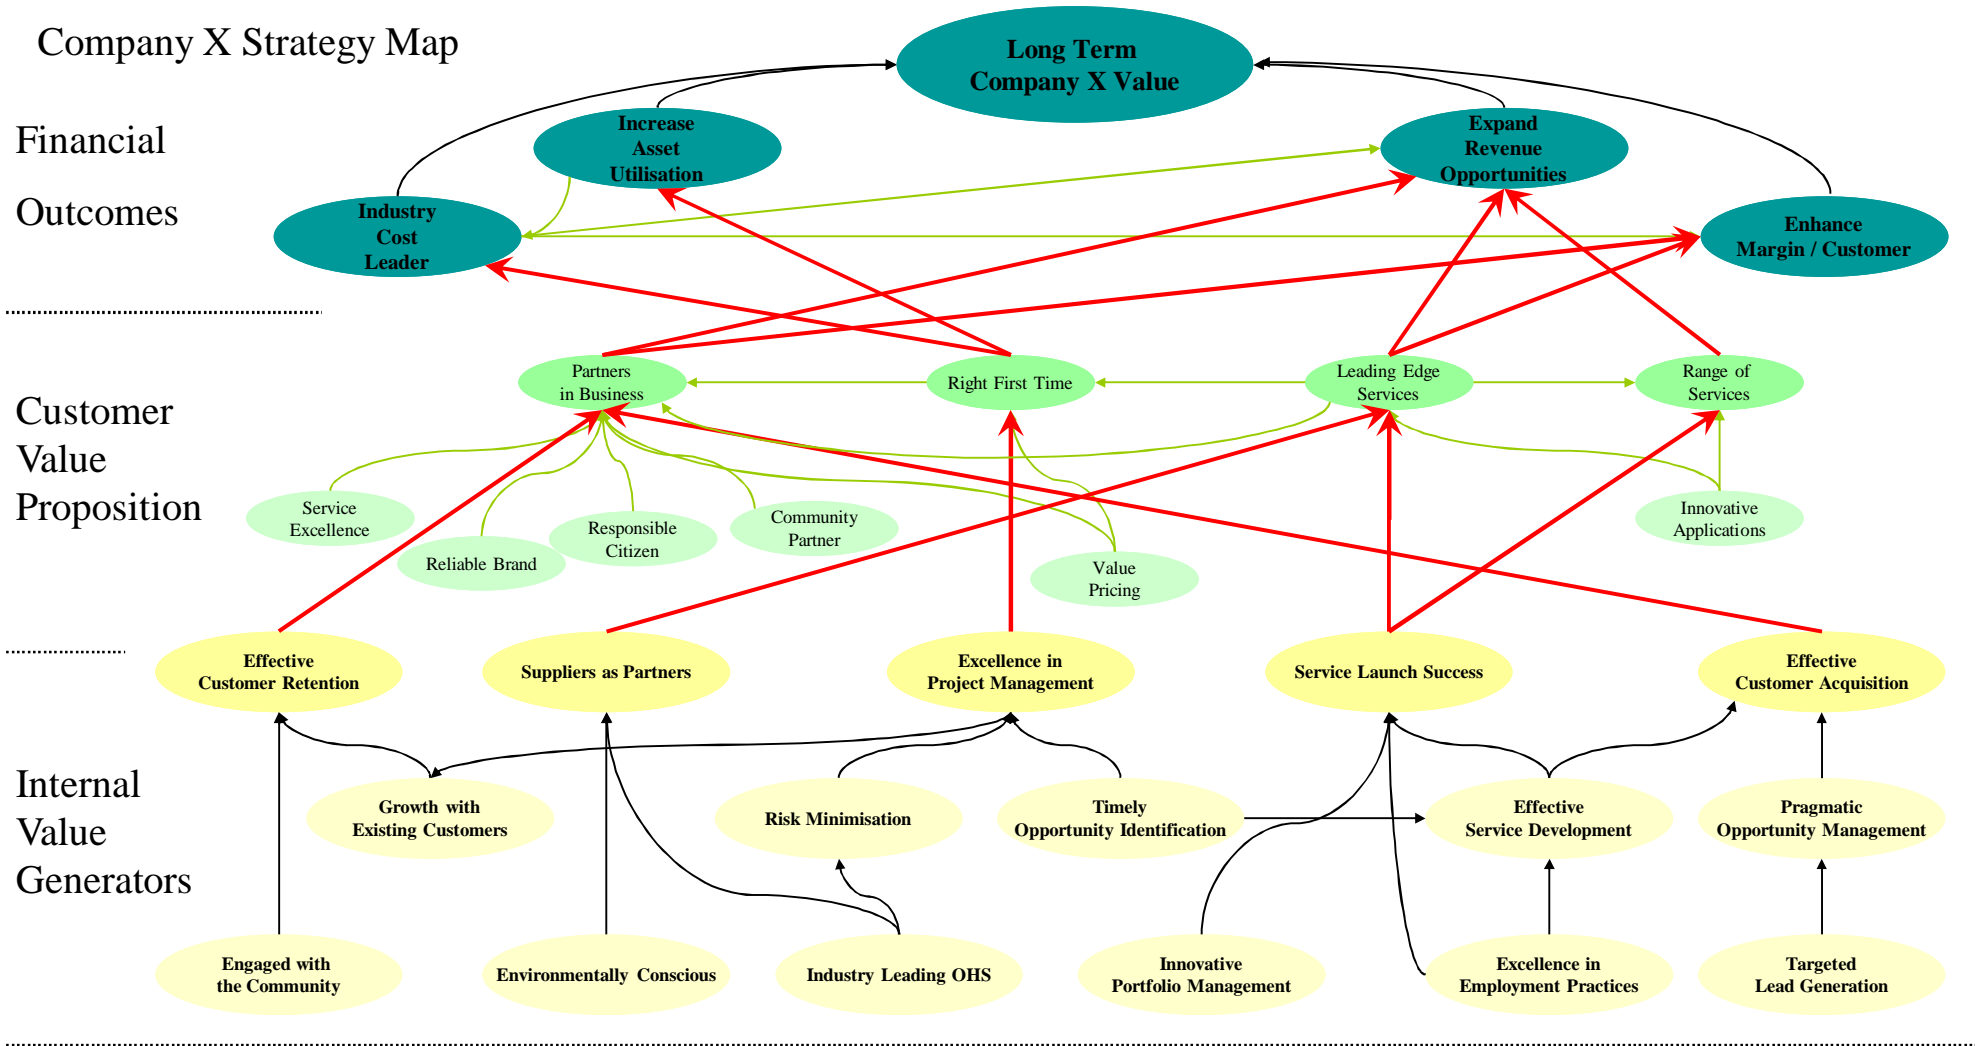 Company X Strategy Map
Long Term
Company X Value
Financial
Outcomes
Increase
Asset
Utilisation
Expand
Revenue
Opportunities
Industry
Cost
Leader
Enhance
Margin / Customer
Customer
Value
Proposition
Partners
in Business
Right First Time
Leading Edge
Services
Range of
Services
Service
Excellence
Reliable Brand
Responsible
Citizen
Community
Partner
Value
Pricing
Innovative
Applications
Internal
Value
Generators
Effective
Customer Retention
Suppliers as Partners
Excellence in
Project Management
Service Launch Success
Effective
Customer Acquisition
Growth with
Existing Customers
Risk Minimisation
Timely
Opportunity Identification
Effective
Service Development
Pragmatic
Opportunity Management
Engaged with
the Community
Environmentally Conscious
Industry Leading OHS
Innovative
Portfolio Management
Excellence in
Employment Practices
Targeted
Lead Generation